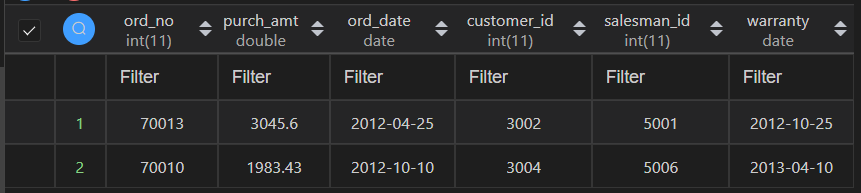 ord_no purch_amt ord_date customer_id salesman_id warranty
int(11) double date int(11) int(11) date
Filter Filter Filter Filter Filter Filter
1 70013 3045.6 2012-04-25 3002 5001 2012-10-25
2 70010 1983.43 2012-10-10 3004 5006 2013-04-10